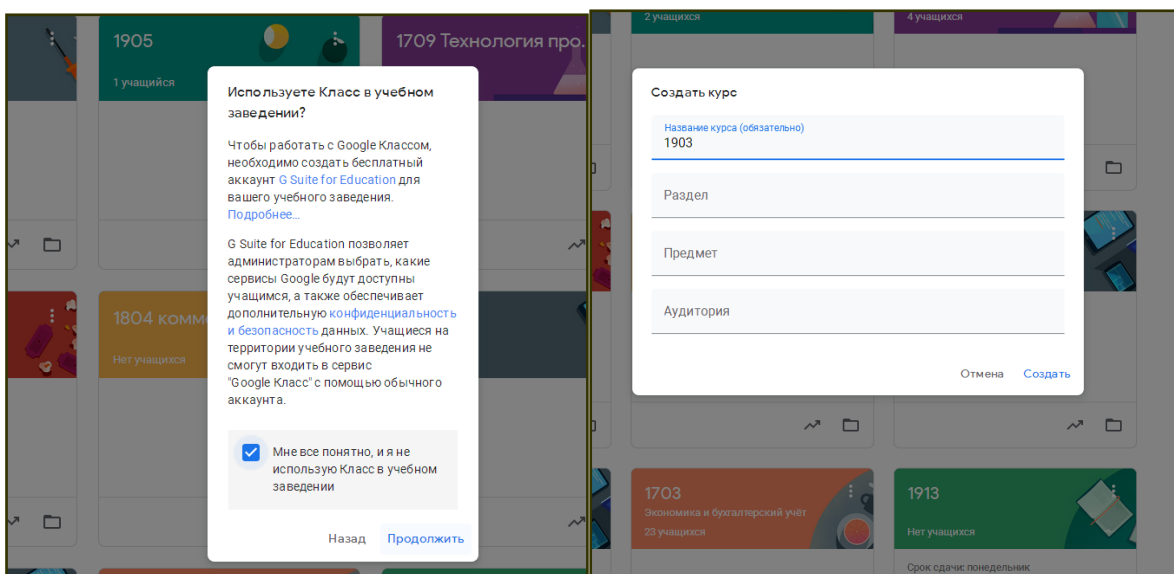 1905
1 учащийся
1709 Технология про...
Используете Класс в учебном
заведении?
Чтобы работать с Google Классом,
необходимо создать бесплатный
аккаунт G Suite for Education для
вашего учебного заведения.
Подробнее...
G Suite for Education позволяет
администраторам выбрать, какие
сервисы Google будут доступны
учащимся, а также обеспечивает
дополнительную конфиденциальность
и безопасность данных. Учащиеся на
территории учебного заведения не
смогут входить в сервис
"Google Класс" с помощью обычного
аккаунта.
Мне все понятно, и я не
использую Класс в учебном
заведении
Назад Продолжить
1804 комм
Нет учащихся
2 учащихся
4 учащихся
Создать курс
Название курса (обязательно)
1903
Раздел
Предмет
Аудитория
Отмена Создать
1703
Экономика и бухгалтерский учёт
23 учащихся
1913
Нет учащихся
Срок сдачи: понедельник